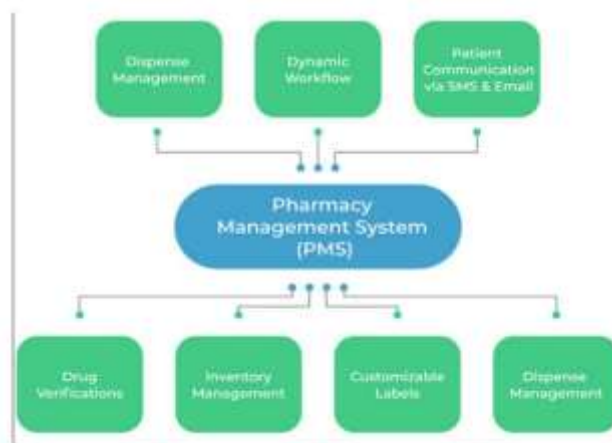 Dispense
Management
Dynamic
Workflow
Patient
Communication
via SMS & Email
Pharmacy
Management System
(PMS)
Drug
Verifications
Inventory
Management
Customizable
Labels
Dispense
Management